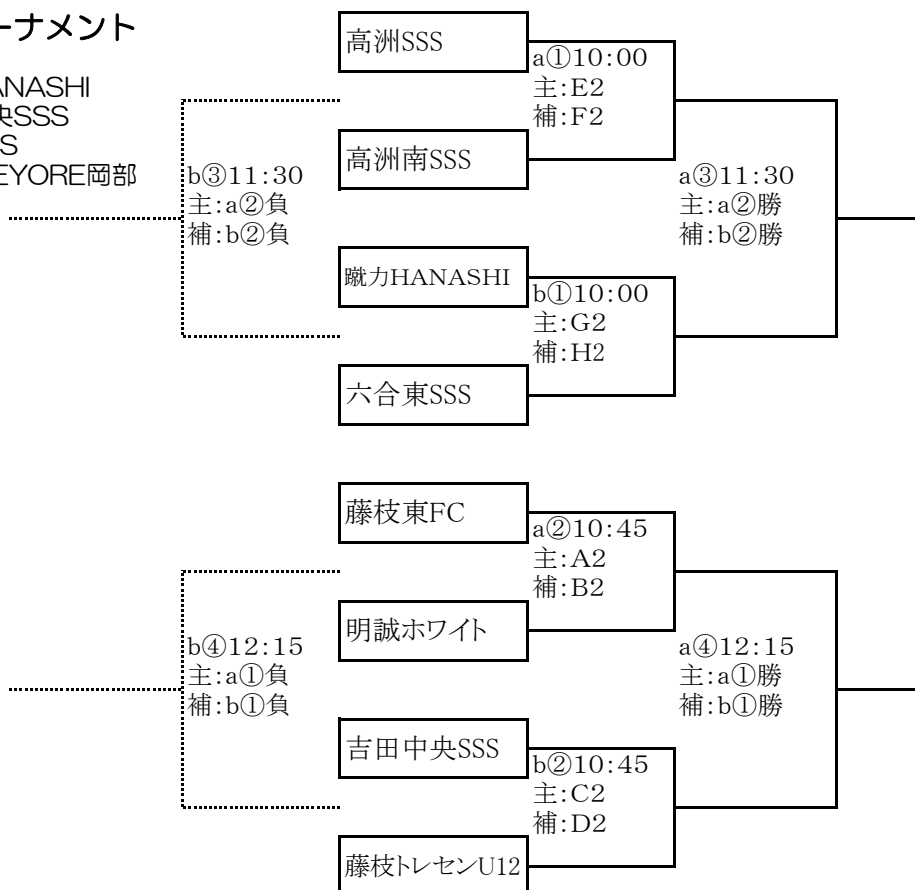 ーナメント
ANASHI
央SSS
S
EYORE岡部
高洲SSS
a①10:00
主:E2
補:F2
高洲南SSS
b③11:30
主:a②負
補:b②負
a③11:30
主:a②勝
補:b②勝
蹴力HANASHI
b①10:00
主:G2
補:H2
六合東SSS
藤枝東FC
a②10:45
主:A2
補:B2
明誠ホワイト
b④12:15
主:a①負
補:b①負
a④12:15
主:a①勝
補:b①勝
吉田中央SSS
b②10:45
主:C2
補:D2
藤枝トレセンU12